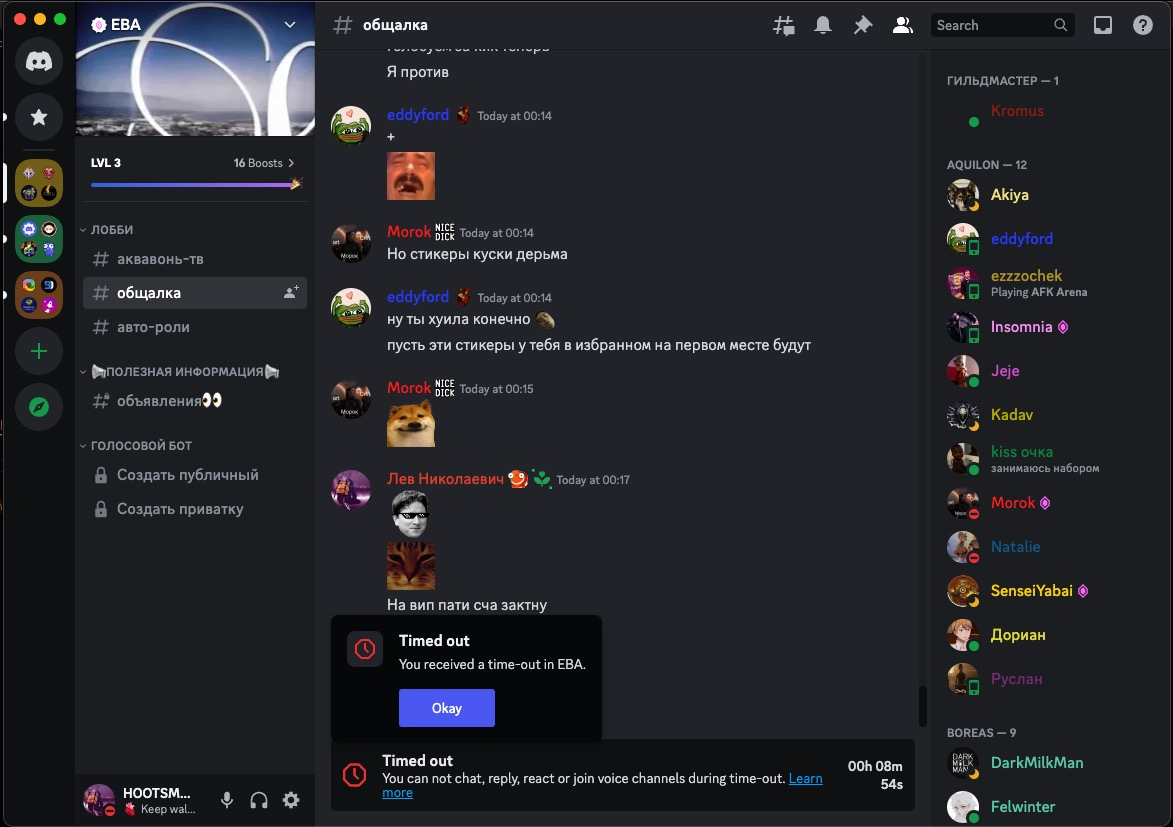 EBA
LVL 3
16 Boosts
ЛОББИ
аквавонь-тв
общалка
авто-роли
ПОЛЕЗНАЯ ИНФОРМАЦИЯ
объявления
ГОЛОСОВОЙ БОТ
Создать публичный
Создать приватку
HOOTSM...
Keep wal...
общалка
Search
Я против
eddyford Today at 00:14
+
Morok NICE DICK Today at 00:14
Но стикеры куски дерьма
eddyford Today at 00:14
ну ты хуила конечно
пусть эти стикеры у тебя в избранном на первом месте будут
Morok NICE DICK Today at 00:15
Лев Николаевич Today at 00:17
На вип пати сча зактну
Timed out
You received a time-out in EBA.
Okay
Timed out
You can not chat, reply, react or join voice channels during time-out. Learn
more
00h 08m
54s
ГИЛЬДМАСТЕР — 1
Kromus
AQUILON — 12
Akiya
eddyford
ezzzochek
Playing AFK Arena
Insomnia
Jeje
Kadav
kiss очка
занимаюсь набором
Morok
Natalie
SenseiYabai
Дориан
Руслан
BOREAS — 9
DARK
MILK
MAN
DarkMilkMan
Felwinter